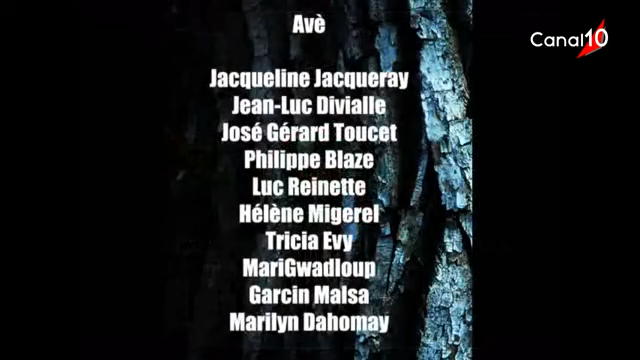 Avè
Canal10
Jacqueline Jacqueray
Jean-Luc Divialle
José Gérard Toucet
Philippe Blaze
Luc Reinette
Hélène Migerel
Tricia Evy
MariGwadloup
Garcin Malsa
Marilyn Dahomay